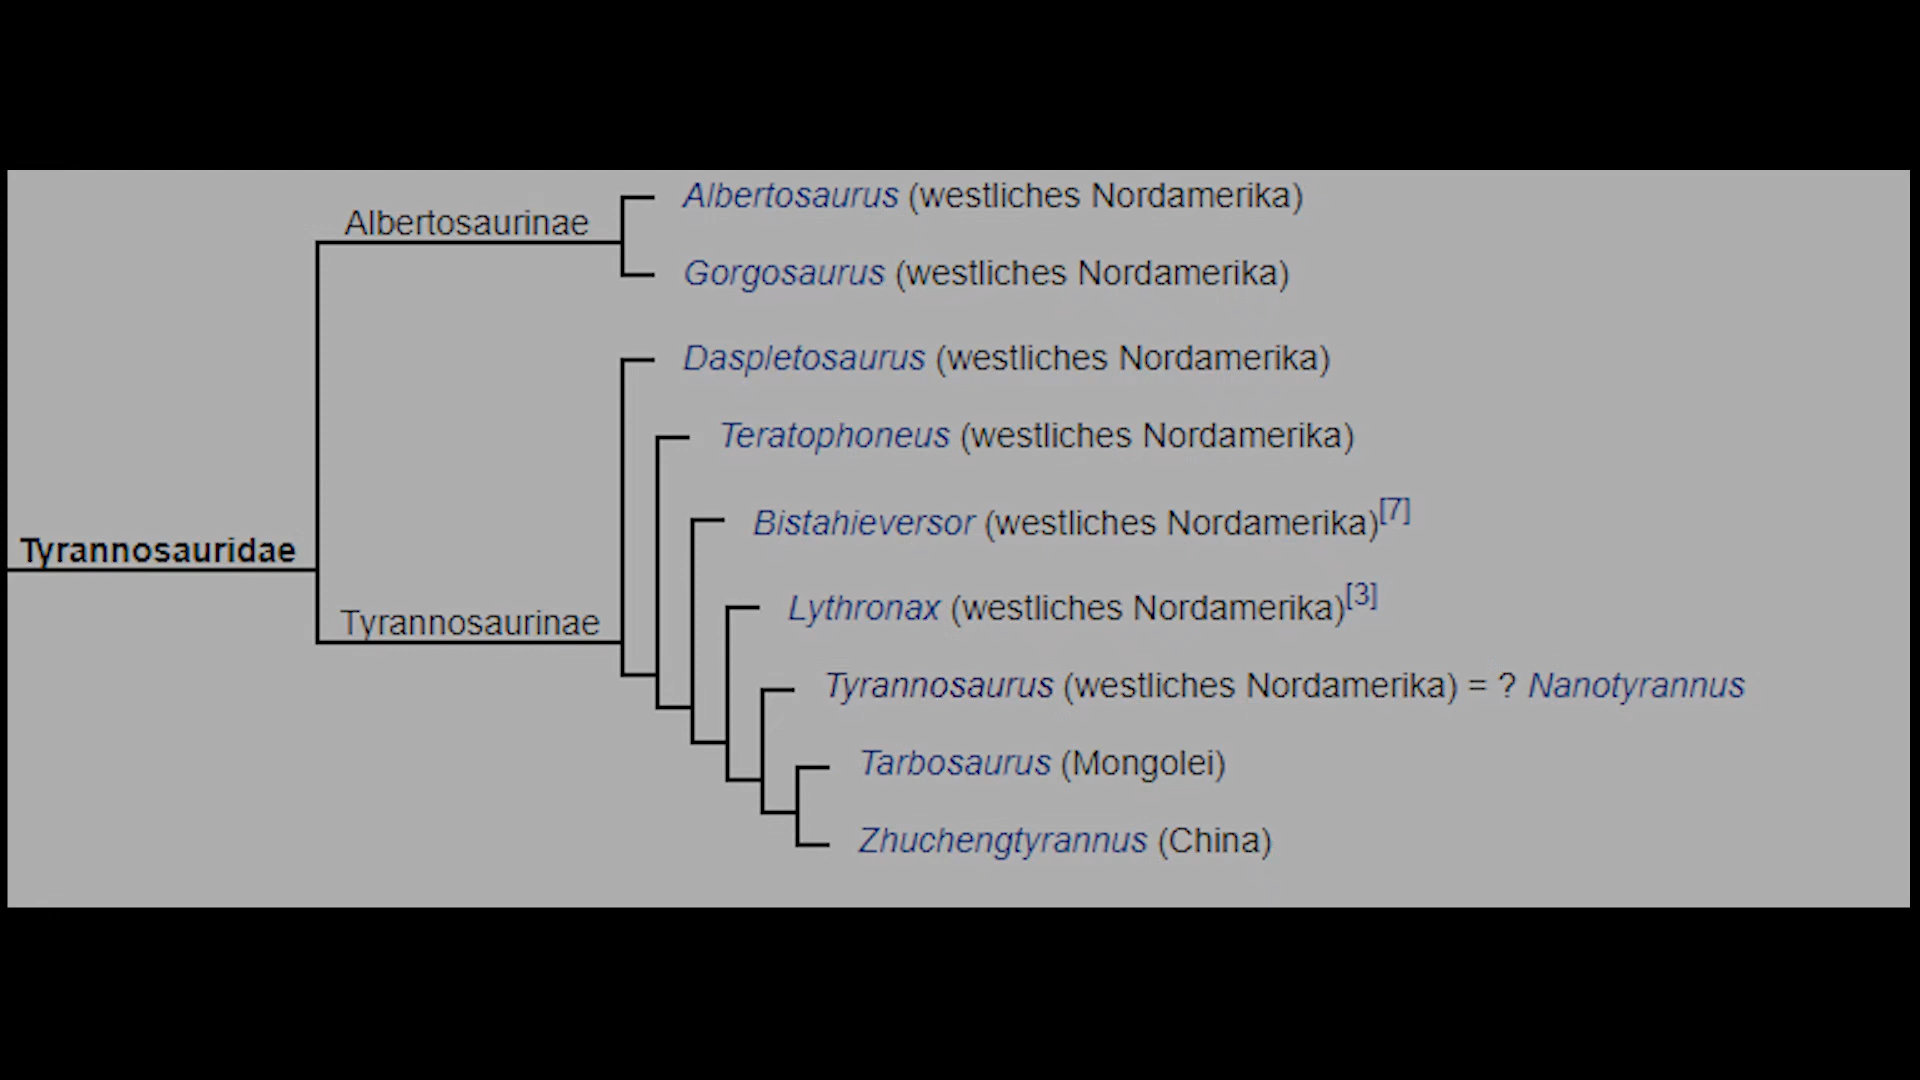 Albertosaurinae
Albertosaurus (westliches Nordamerika)
Gorgosaurus (westliches Nordamerika)
Daspletosaurus (westliches Nordamerika)
Teratophoneus (westliches Nordamerika)
Bistahieversor (westliches Nordamerika)[7]
Tyrannosauridae
Lythronax (westliches Nordamerika)[3]
Tyrannosaurinae
Tyrannosaurus (westliches Nordamerika) = ? Nanotyrannus
Tarbosaurus (Mongolei)
Zhuchengtyrannus (China)